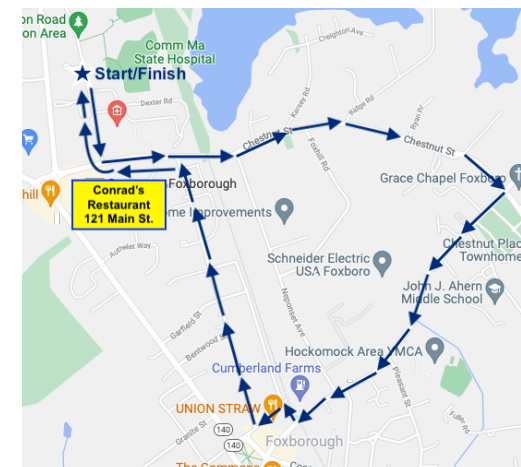 on Road
on Area
Comm Ma
State Hospital
Creighton Ave
Start/Finish
Dexter Rd
Kersey Rd
Ridge Rd
Ryan Pr
Chestnut St
Foxhill Rd
Chestnut St
Grace Chapel Foxboro
Conrad's
Restaurant
121 Main St.
Foxborough
hill
me Improvements
Authelet Way
Schneider Electric
USA Foxboro
Chestnut Place
Townhome
John J. Ahern
Middle School
Neponset Ave
Garfield St
Bentwood St
Hockomock Area YMCA
Cumberland Farms
Pleasant St
UNION STRAW
Fuller Rd
Granite St
140
140
Foxborough
The Commons